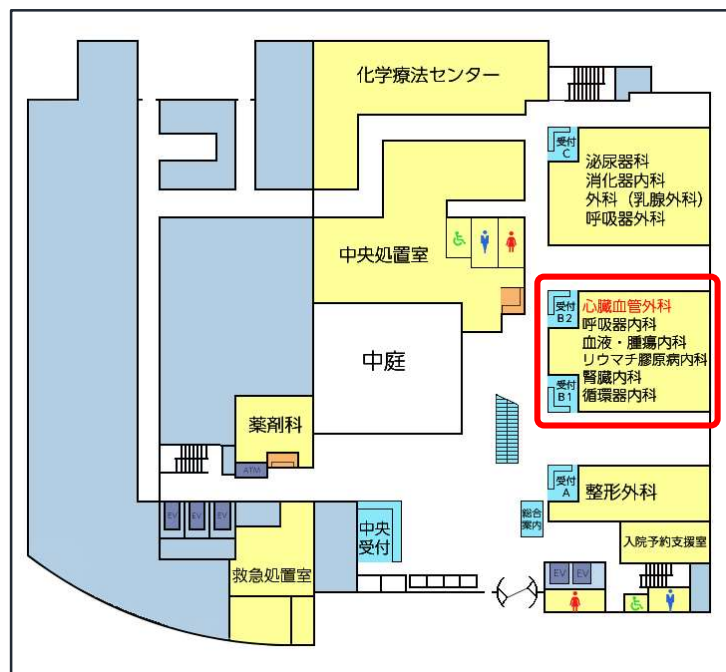 化学療法センター
受付
C
泌尿器科
消化器内科
外科（乳腺外科）
呼吸器外科
中央処置室
受付
B2
心臓血管外科
呼吸器内科
血液・腫瘍内科
リウマチ膠原病内科
腎臓内科
循環器内科
受付
B1
中庭
薬剤科
ATM
受付
A
整形外科
EV
EV
EV
中央
受付
総合
案内
入院予約支援室
救急処置室
EV
EV